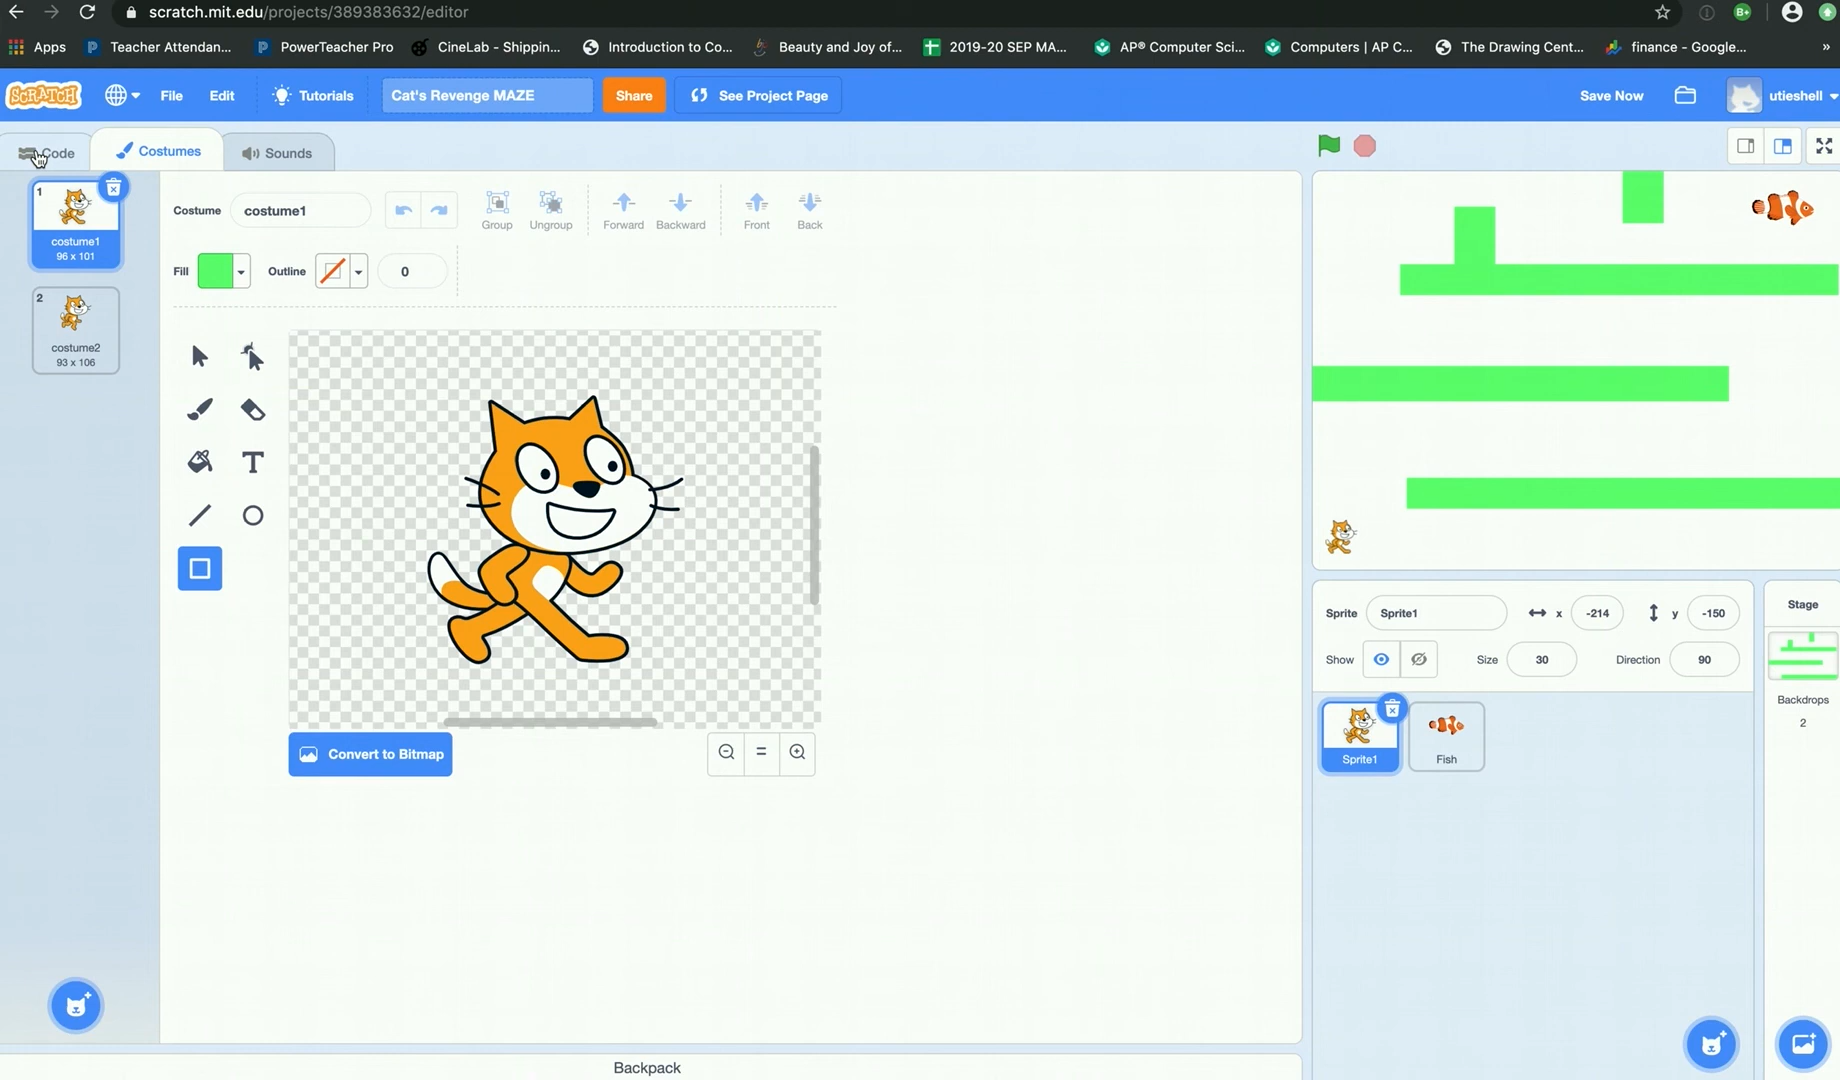 scratch.mit.edu/projects/389383632/editor
B+
Apps Teacher Attendan... PowerTeacher Pro CineLab - Shippin... Introduction to Co... Beauty and Joy of... 2019-20 SEP MA... AP® Computer Sci... Computers | AP C... The Drawing Cent... finance - Google... »
SCRATCH File Edit Tutorials Cat's Revenge MAZE Share See Project Page Save Now utieshell
Code Costumes Sounds
1
costume1
96 x 101
2
costume2
93 x 106
Costume costume1 Group Ungroup Forward Backward Front Back
Fill Outline 0
T
Convert to Bitmap =
Sprite Sprite1 x -214 y -150
Show Size 30 Direction 90
Sprite1 Fish
Stage
Backdrops
2
Backpack